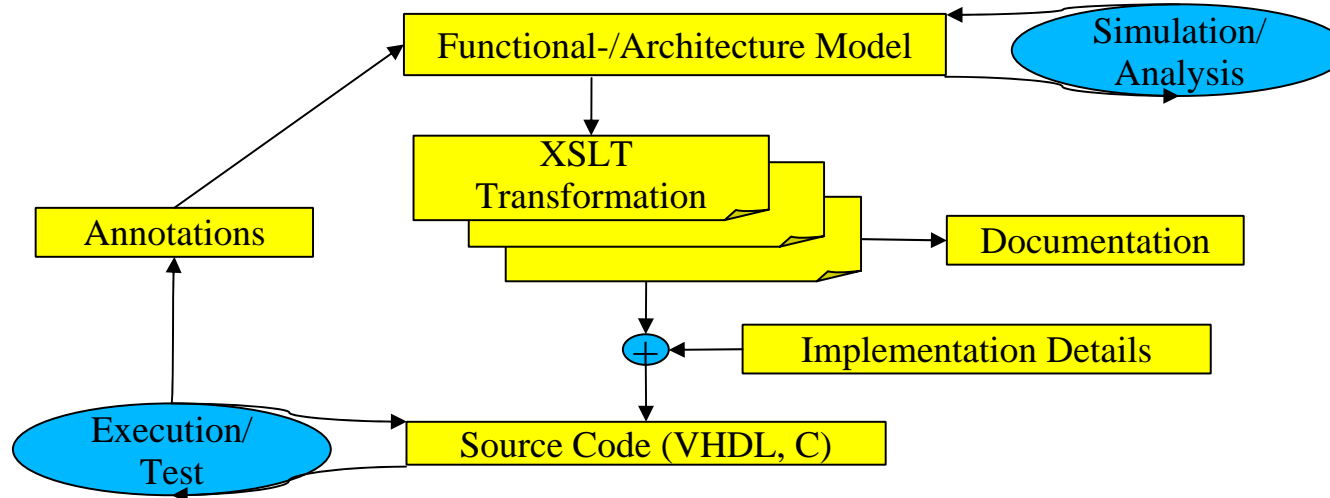 Functional-/Architecture Model
Simulation/
Analysis
XSLT
Transformation
Annotations
Documentation
+
Implementation Details
Execution/
Test
Source Code (VHDL, C)